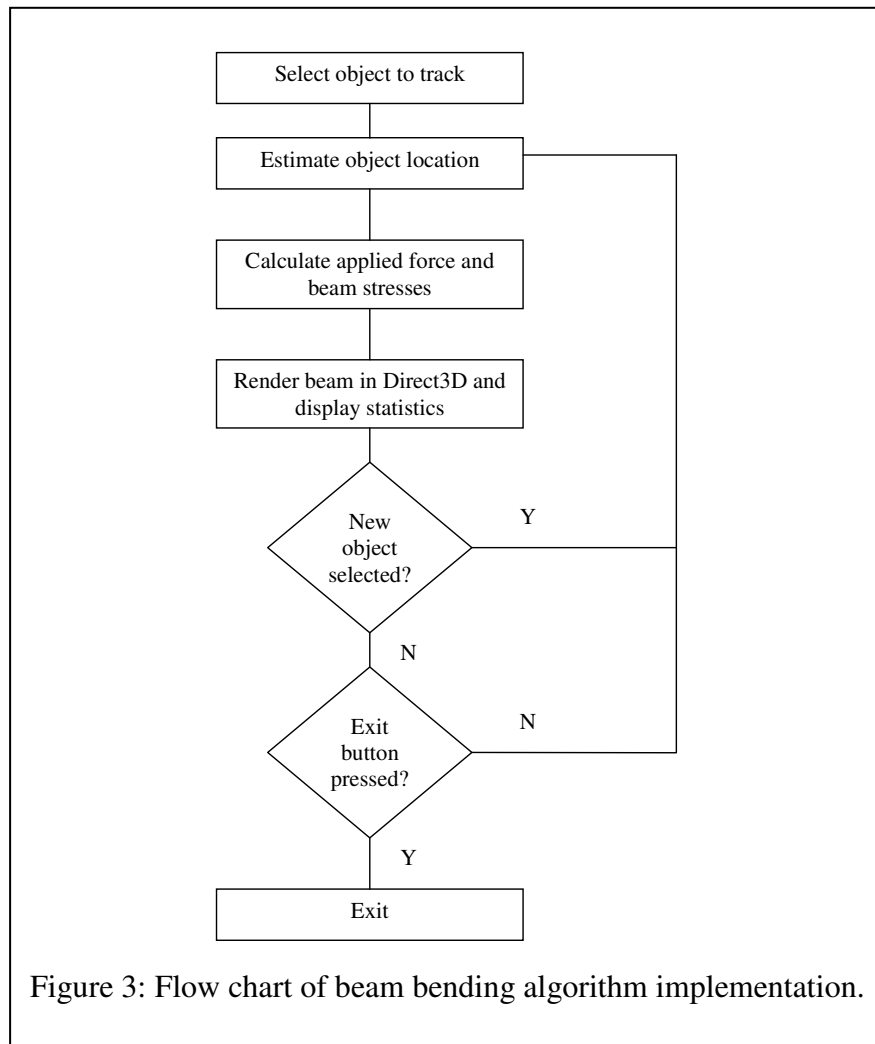 Select object to track
Estimate object location
Calculate applied force and
beam stresses
Render beam in Direct3D and
display statistics
New
object
selected?
Y
N
Exit
button
pressed?
N
Y
Exit
Figure 3: Flow chart of beam bending algorithm implementation.